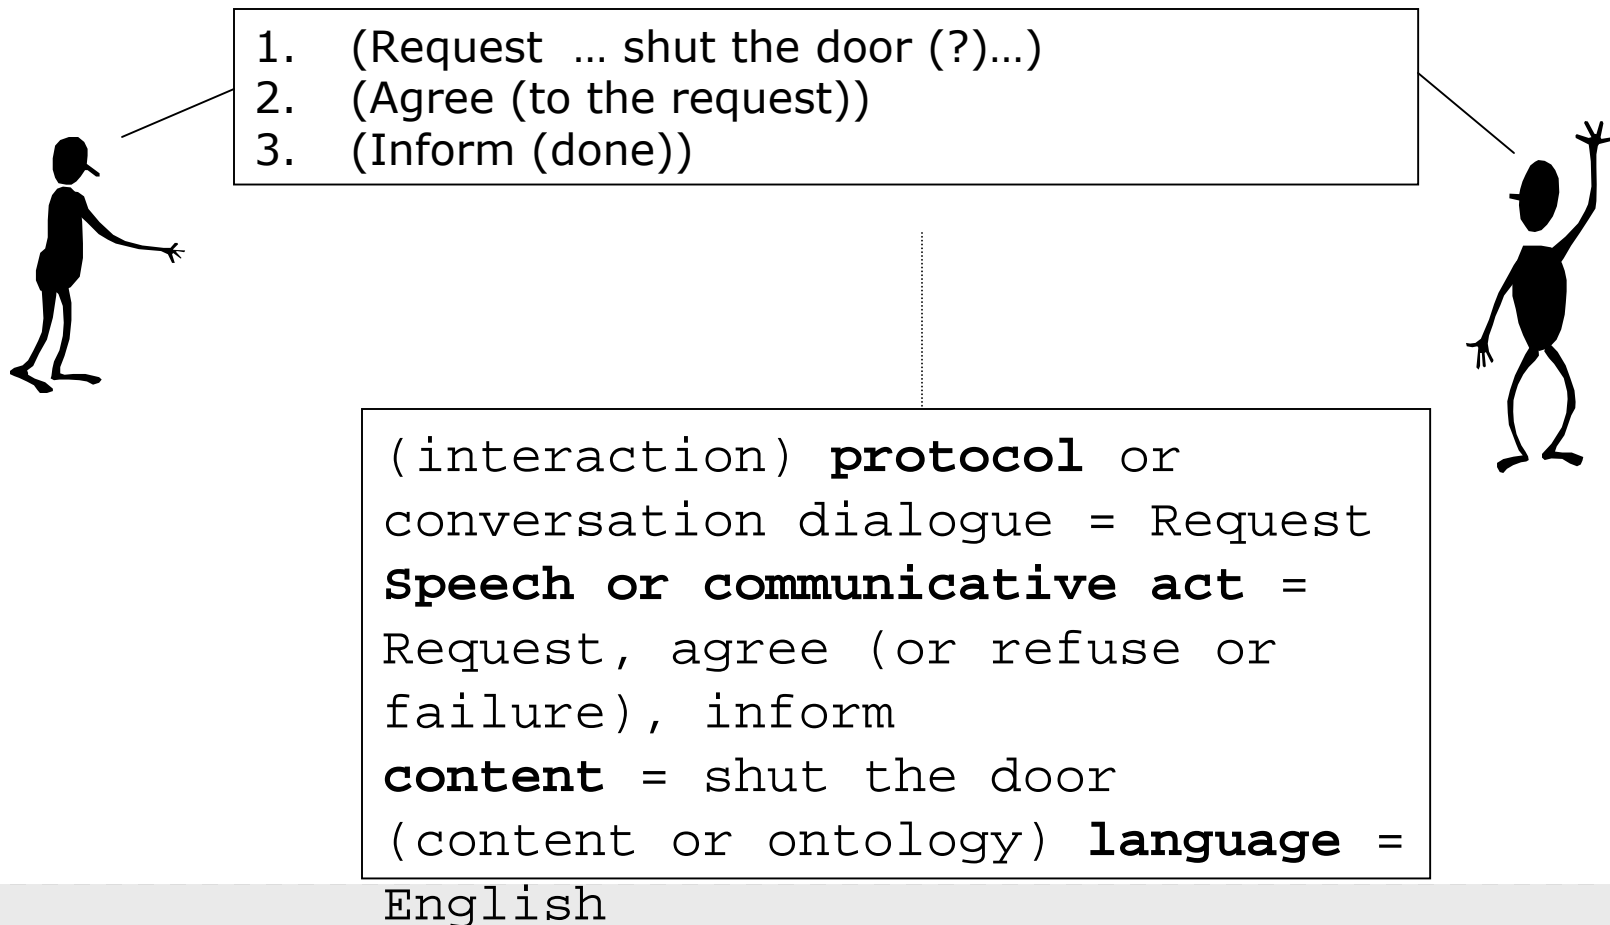 1. (Request … shut the door (?)…)
2. (Agree (to the request))
3. (Inform (done))
(interaction) protocol or
conversation dialogue = Request
Speech or communicative act =
Request, agree (or refuse or
failure), inform
content = shut the door
(content or ontology) language =
English